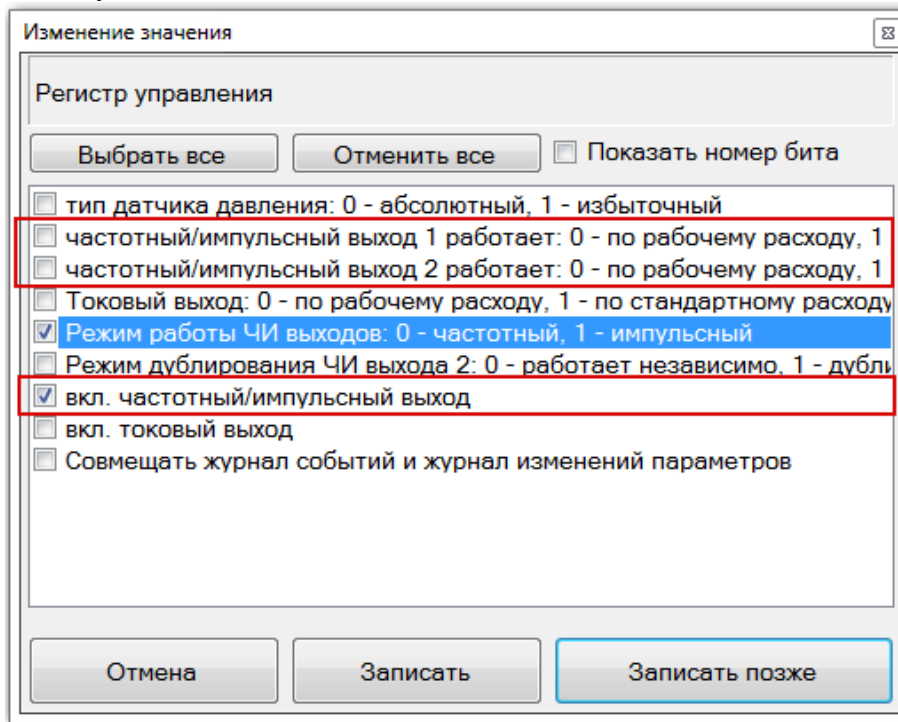 Изменение значения
Регистр управления
Выбрать все Отменить все Показать номер бита
тип датчика давления: 0 - абсолютный, 1 - избыточный
частотный/импульсный выход 1 работает: 0 - по рабочему расходу, 1
частотный/импульсный выход 2 работает: 0 - по рабочему расходу, 1
Токовый выход: 0 - по рабочему расходу, 1 - по стандартному расходу
Режим работы ЧИ выходов: 0 - частотный, 1 - импульсный
Режим дублирования ЧИ выхода 2: 0 - работает независимо, 1 - дубли
вкл. частотный/импульсный выход
вкл. токовый выход
Совмещать журнал событий и журнал изменений параметров
Отмена Записать Записать позже